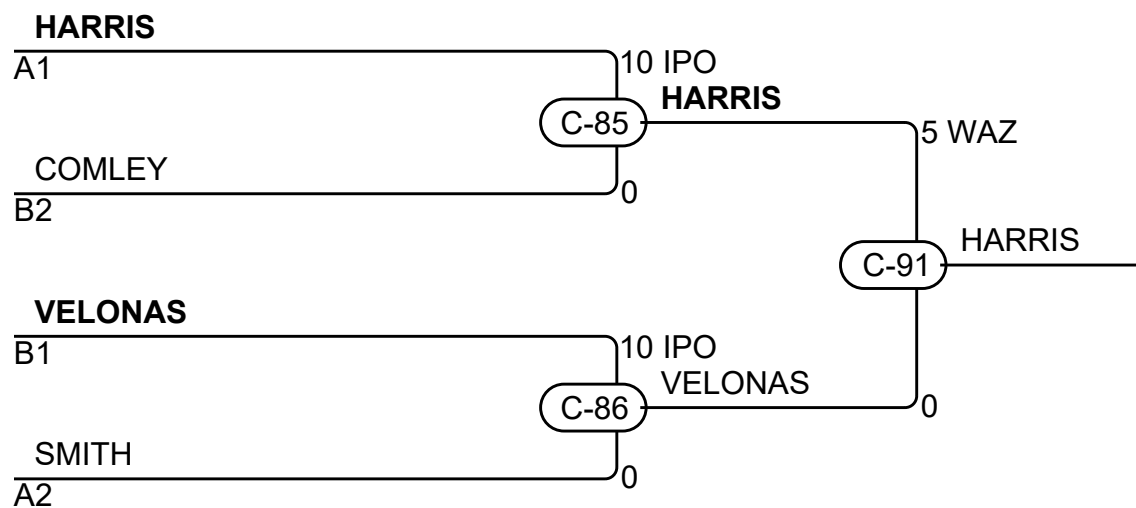 HARRIS
A1
10 IPO
HARRIS
C-85
5 WAZ
COMLEY
B2
0
HARRIS
C-91
VELONAS
B1
10 IPO
VELONAS
C-86
0
SMITH
A2
0